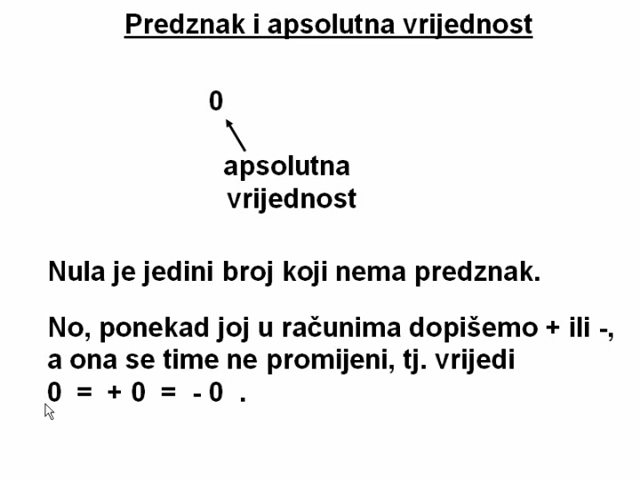 Predznak i apsolutna vrijednost
0
apsolutna
vrijednost
Nula je jedini broj koji nema predznak.
No, ponekad joj u računima dopišemo + ili -,
a ona se time ne promijeni, tj. vrijedi
0 = + 0 = - 0 .